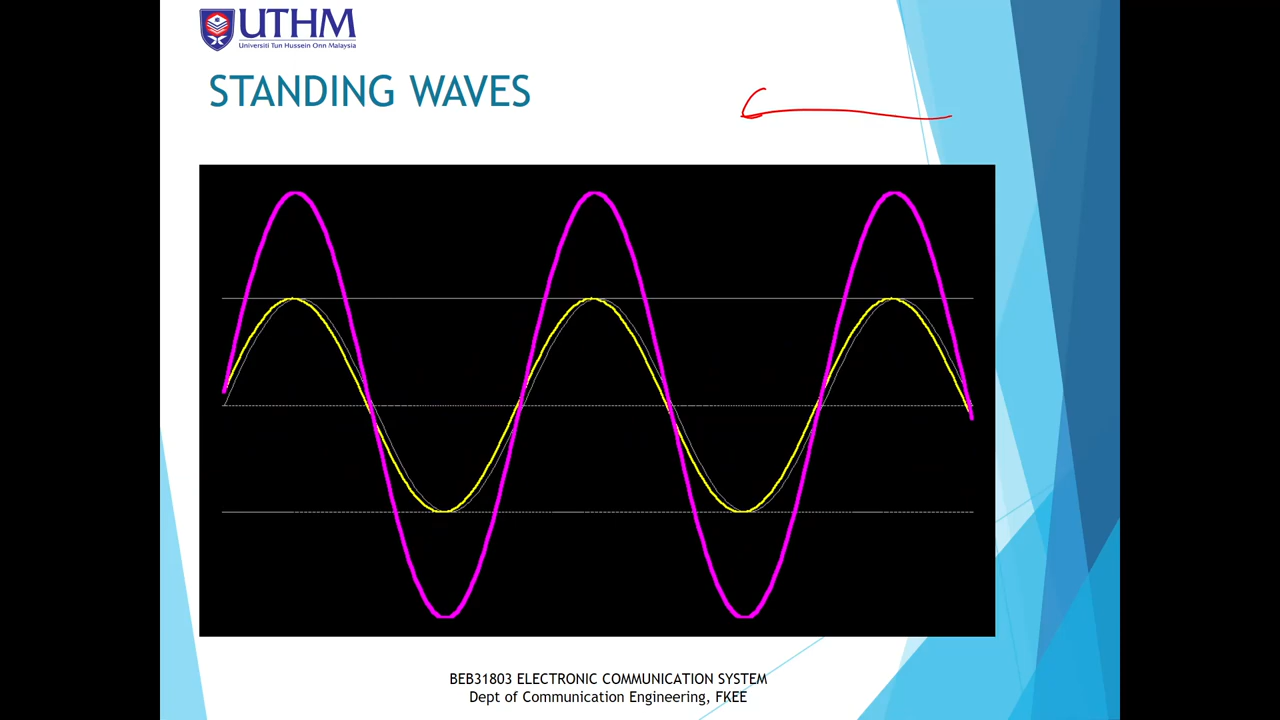 UTHM
Universiti Tun Hussein Onn Malaysia
STANDING WAVES
BEB31803 ELECTRONIC COMMUNICATION SYSTEM
Dept of Communication Engineering, FKEE